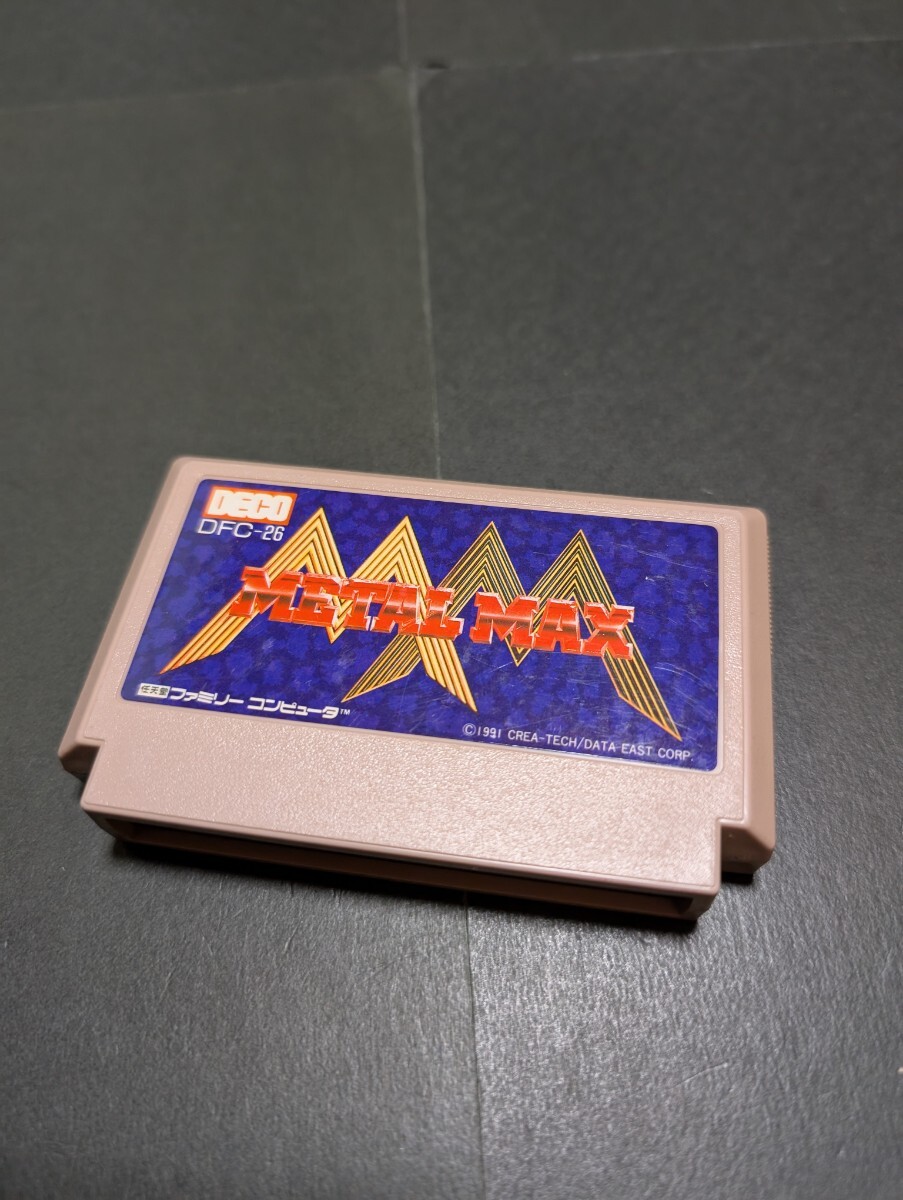 DECO
DFC-26
METAL MAX
任天堂 ファミリー コンピュータ™
©1991 CREA-TECH/DATA EAST CORP.